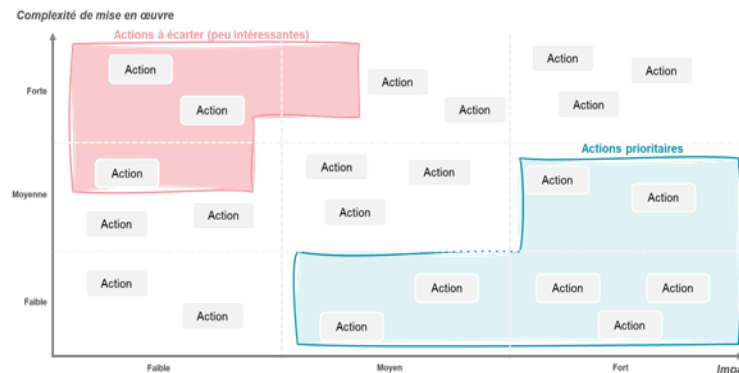 Complexité de mise en œuvre
Actions à écarter (peu intéressantes)
Forte
Action
Action
Action
Action
Action
Action
Action
Actions prioritaires
Moyenne
Action
Action
Action
Action
Action
Action
Action
Action
Faible
Action
Action
Action
Action
Action
Action
Action
Faible
Moyen
Fort
Impa